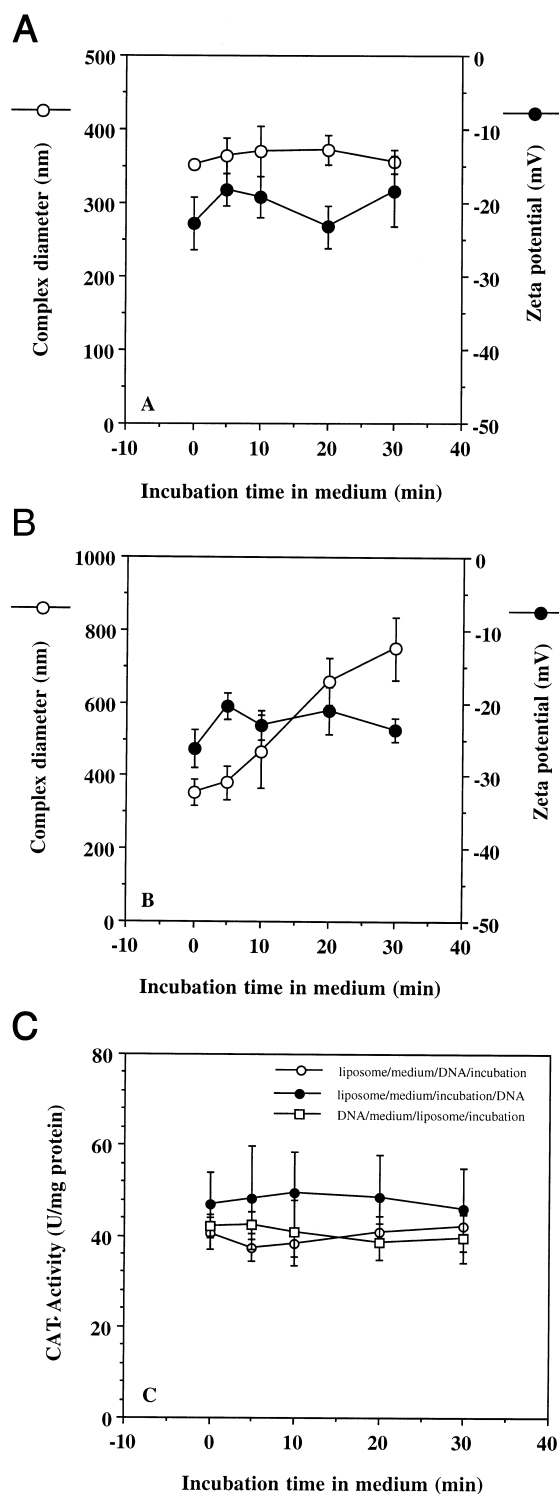 A
500
400
300
200
100
0
0
-10
-20
-30
-40
-50
-10 0 10 20 30 40
Complex diameter (nm)
Zeta potential (mV)
A
Incubation time in medium (min)
B
1000
800
600
400
200
0
0
-10
-20
-30
-40
-50
-10 0 10 20 30 40
Complex diameter (nm)
Zeta potential (mV)
B
Incubation time in medium (min)
C
80
60
40
20
0
-10 0 10 20 30 40
CAT Activity (U/mg protein)
liposome/medium/DNA/incubation
liposome/medium/incubation/DNA
DNA/medium/liposome/incubation
C
Incubation time in medium (min)